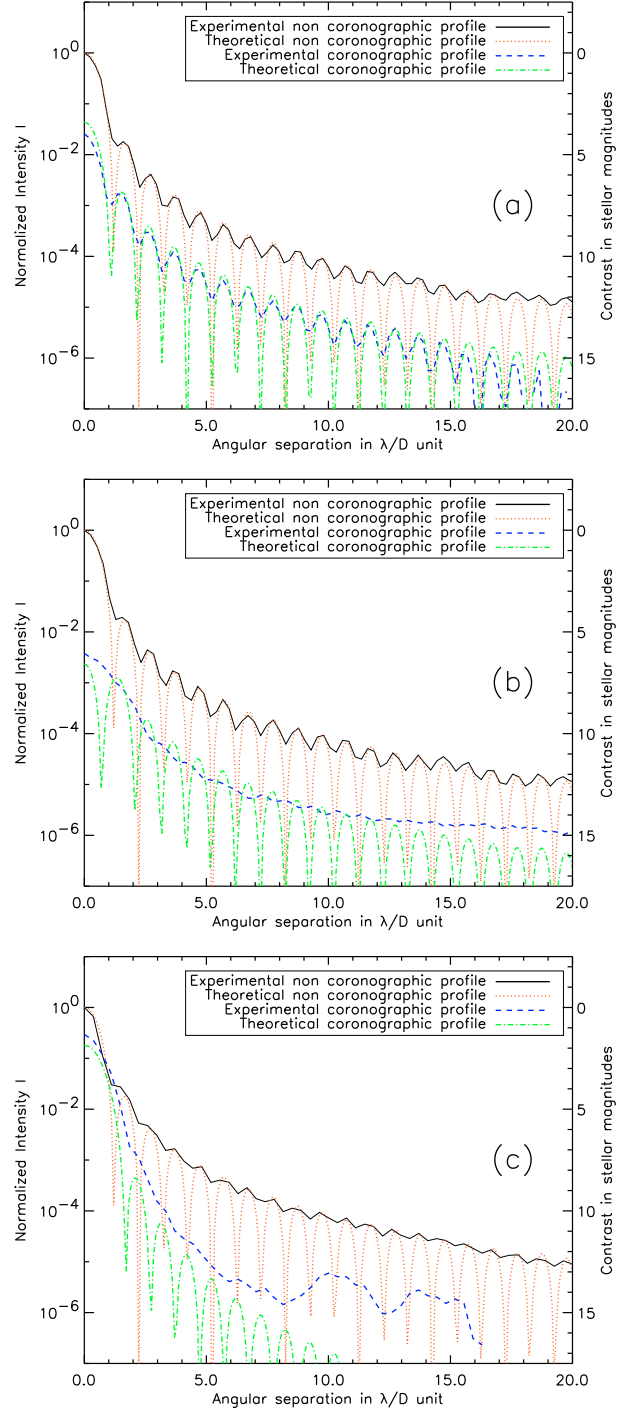 Experimental non coronographic profile
Theoretical non coronographic profile
Experimental coronographic profile
Theoretical coronographic profile
10^0
10^-2
10^-4
10^-6
Normalized Intensity I
0
5
10
15
Contrast in stellar magnitudes
(a)
0.0 5.0 10.0 15.0 20.0
Angular separation in λ/D unit
Experimental non coronographic profile
Theoretical non coronographic profile
Experimental coronographic profile
Theoretical coronographic profile
10^0
10^-2
10^-4
10^-6
Normalized Intensity I
0
5
10
15
Contrast in stellar magnitudes
(b)
0.0 5.0 10.0 15.0 20.0
Angular separation in λ/D unit
Experimental non coronographic profile
Theoretical non coronographic profile
Experimental coronographic profile
Theoretical coronographic profile
10^0
10^-2
10^-4
10^-6
Normalized Intensity I
0
5
10
15
Contrast in stellar magnitudes
(c)
0.0 5.0 10.0 15.0 20.0
Angular separation in λ/D unit